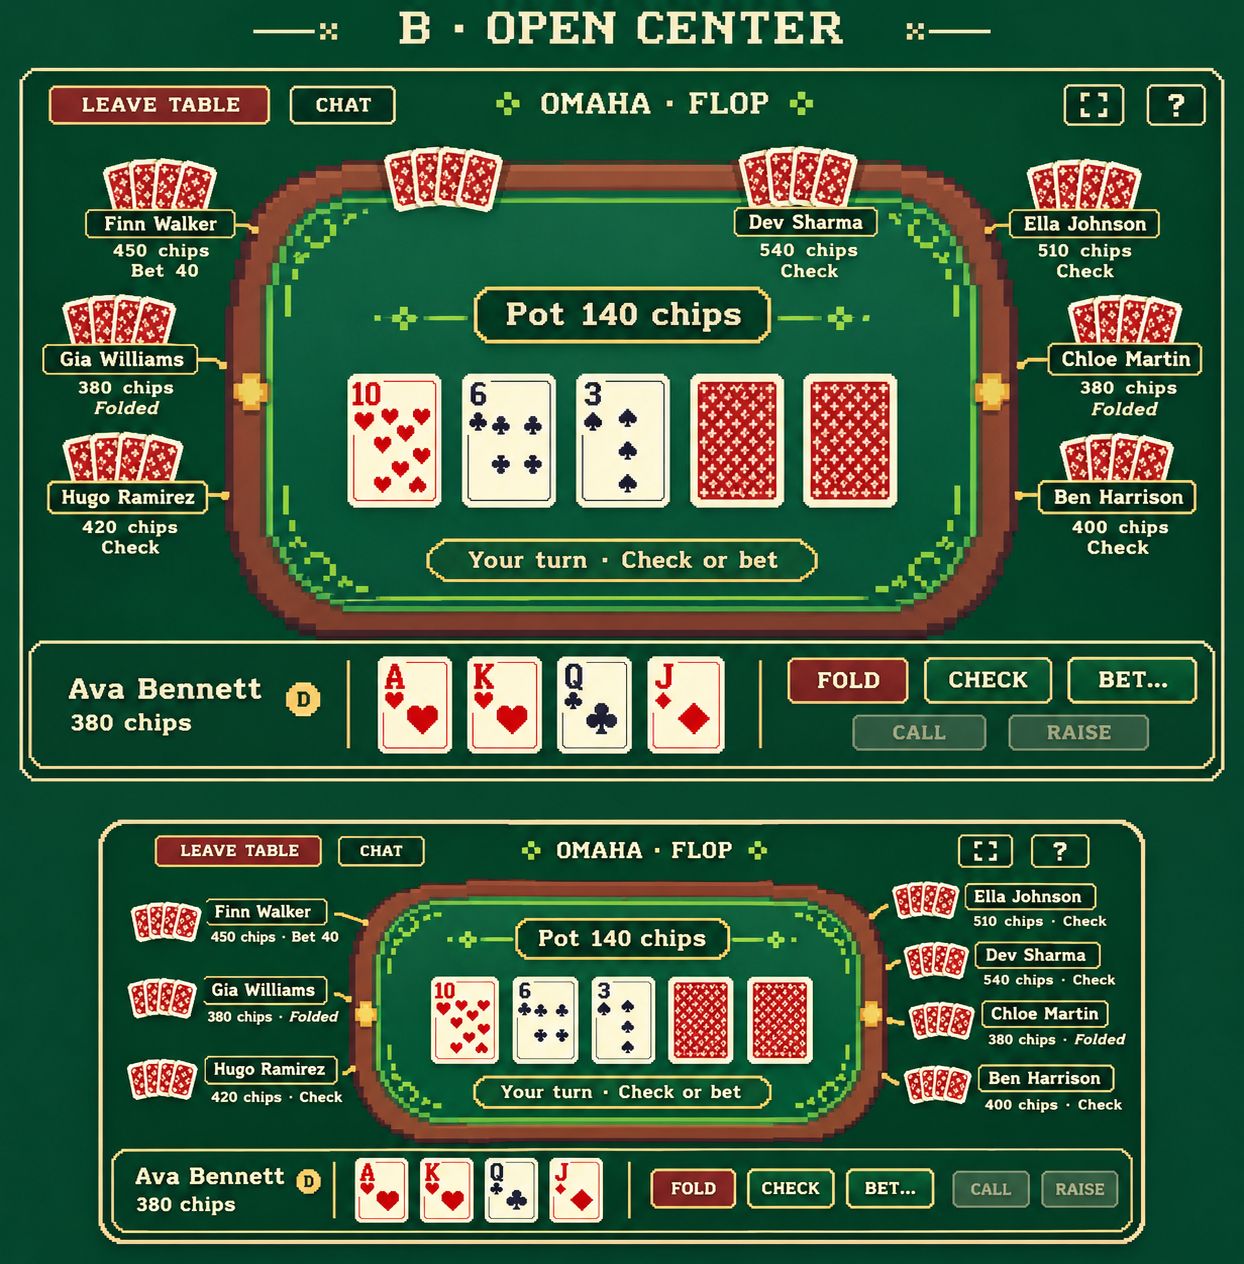 B · OPEN CENTER
LEAVE TABLE
CHAT
OMAHA · FLOP
?
Finn Walker
450 chips
Bet 40
Dev Sharma
540 chips
Check
Ella Johnson
510 chips
Check
Gia Williams
380 chips
Folded
Pot 140 chips
Chloe Martin
380 chips
Folded
10
6
3
Hugo Ramirez
420 chips
Check
Ben Harrison
400 chips
Check
Your turn · Check or bet
Ava Bennett
380 chips
D
A
K
Q
J
FOLD
CHECK
BET...
CALL
RAISE
LEAVE TABLE
CHAT
OMAHA · FLOP
?
Finn Walker
450 chips · Bet 40
Ella Johnson
510 chips · Check
Pot 140 chips
Dev Sharma
540 chips · Check
Gia Williams
380 chips · Folded
10
6
3
Chloe Martin
380 chips · Folded
Hugo Ramirez
420 chips · Check
Your turn · Check or bet
Ben Harrison
400 chips · Check
Ava Bennett
380 chips
D
A
K
Q
J
FOLD
CHECK
BET...
CALL
RAISE